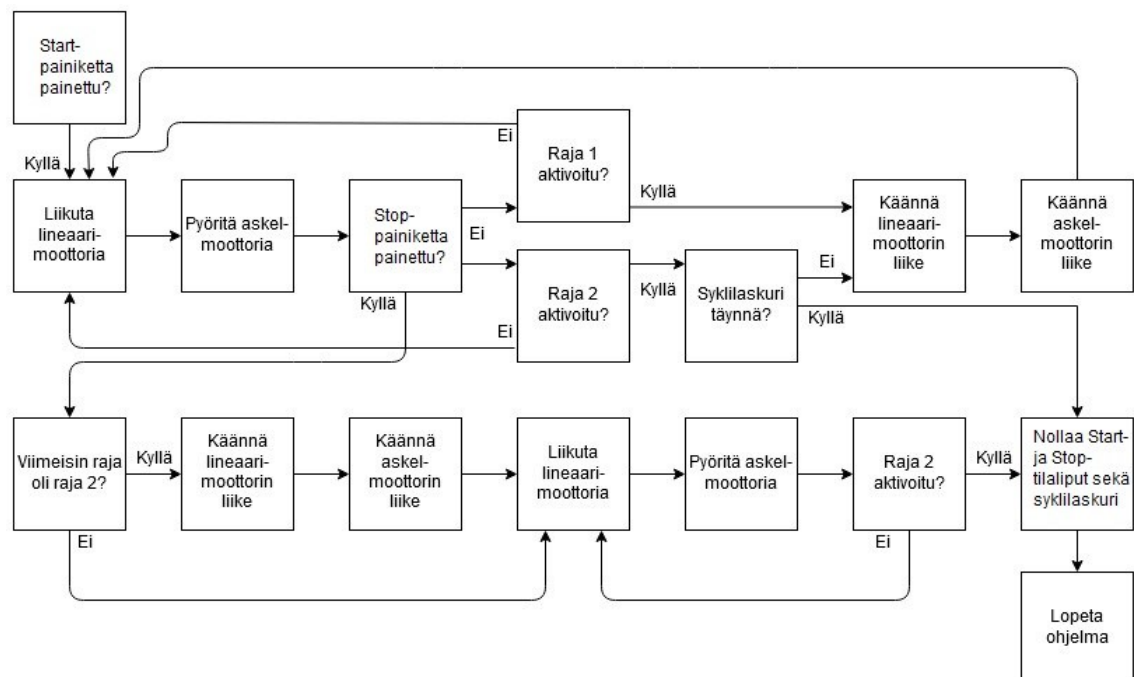 Start-
painiketta
painettu?
Kyllä
Liikuta
lineaari-
moottoria
Pyöritä askel-
moottoria
Stop-
painiketta
painettu?
Ei
Kyllä
Raja 1
aktivoitu?
Ei
Kyllä
Raja 2
aktivoitu?
Ei
Kyllä
Syklilaskuri
täynnä?
Ei
Kyllä
Käännä
lineaari-
moottorin
liike
Käännä
askel-
moottorin
liike
Viimeisin raja
oli raja 2?
Kyllä
Ei
Käännä
lineaari-
moottorin
liike
Käännä
askel-
moottorin
liike
Liikuta
lineaari-
moottoria
Pyöritä askel-
moottoria
Raja 2
aktivoitu?
Kyllä
Ei
Nollaa Start-
ja Stop-
tilaliput sekä
syklilaskuri
Lopeta
ohjelma